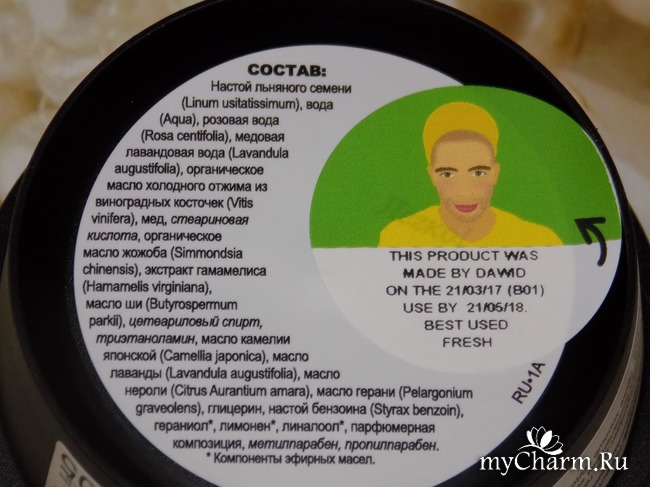 СОСТАВ:
Настой льняного семени
(Linum usitatissimum), вода
(Aqua), розовая вода
(Rosa centifolia), медовая
лавандовая вода (Lavandula
augustifolia), органическое
масло холодного отжима из
виноградных косточек (Vitis
vinifera), мед, стеариновая
кислота, органическое
масло жожоба (Simmondsia
chinensis), экстракт гамамелиса
(Hamamelis virginiana),
масло ши (Butyrospermum
parkii), цетеариловый спирт,
триэтаноламин, масло камелии
японской (Camellia japonica), масло
лаванды (Lavandula augustifolia), масло
нероли (Citrus Aurantium amara), масло герани (Pelargonium
graveolens), глицерин, настой бензоина (Styrax benzoin),
гераниол*, лимонен*, линалоол*, парфюмерная
композиция, метилпарабен, пропилпарабен.
* Компоненты эфирных масел.
THIS PRODUCT WAS
MADE BY DAWID
ON THE 21/03/17 (B01)
USE BY 21/05/18.
BEST USED
FRESH
RU•1A
myCharm.Ru